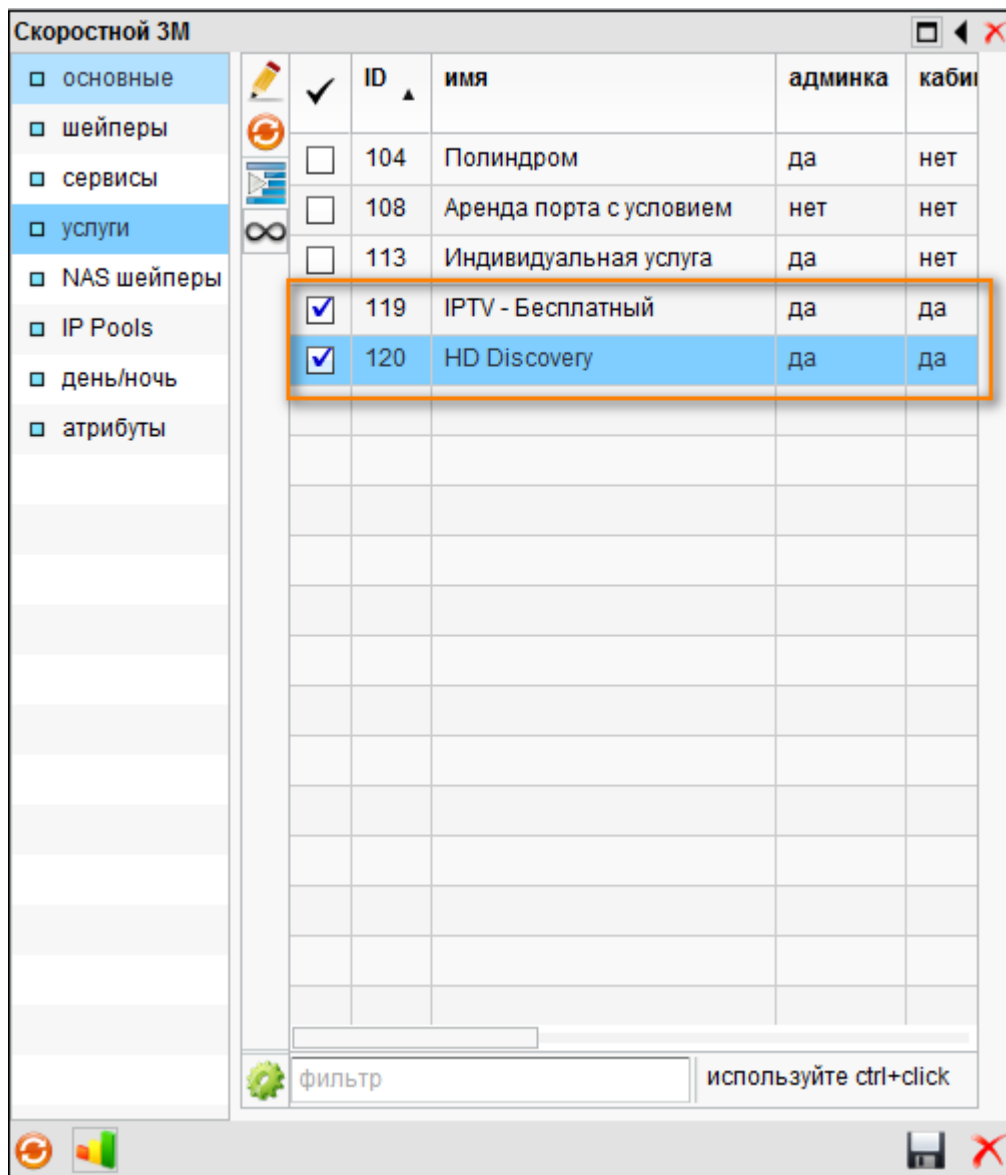 Скоростной 3М
основные
шейперы
сервисы
услуги
NAS шейперы
IP Pools
день/ночь
атрибуты
ID имя админка каби
104 Полиндром да нет
108 Аренда порта с условием нет нет
113 Индивидуальная услуга да нет
119 IPTV - Бесплатный да да
120 HD Discovery да да
фильтр используйте ctrl+click